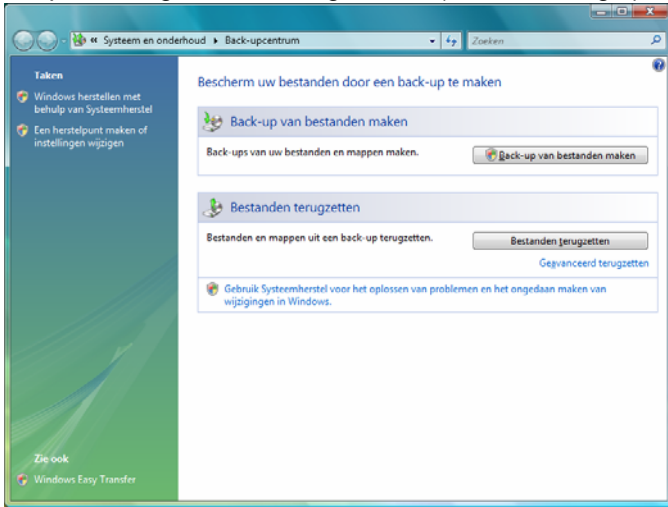 « Systeem en onderhoud ▸ Back-upcentrum
Zoeken
Taken
Windows herstellen met
behulp van Systeemherstel
Een herstelpunt maken of
instellingen wijzigen
Bescherm uw bestanden door een back-up te maken
Back-up van bestanden maken
Back-ups van uw bestanden en mappen maken.
Back-up van bestanden maken
Bestanden terugzetten
Bestanden en mappen uit een back-up terugzetten.
Bestanden terugzetten
Geavanceerd terugzetten
Gebruik Systeemherstel voor het oplossen van problemen en het ongedaan maken van
wijzigingen in Windows.
Zie ook
Windows Easy Transfer